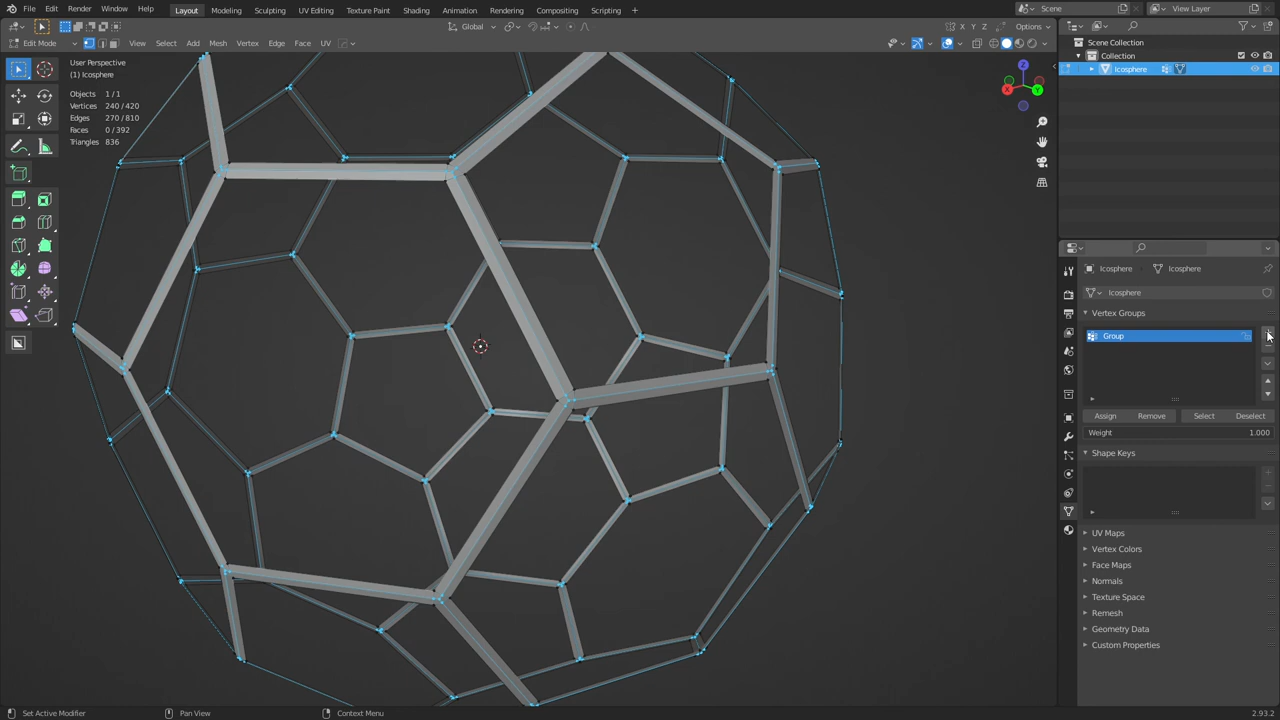 File Edit Render Window Help Layout Modeling Sculpting UV Editing Texture Paint Shading Animation Rendering Compositing Scripting + Scene View Layer
Global Options
Edit Mode View Select Add Mesh Vertex Edge Face UV
X Y Z
User Perspective
(1) Icosphere
Objects 1/1
Vertices 240/420
Edges 270/810
Faces 0/392
Triangles 836
Z
X Y
Scene Collection
Collection
Icosphere
Icosphere Icosphere
Icosphere
Vertex Groups
Group
Assign Remove Select Deselect
Weight 1.000
Shape Keys
UV Maps
Vertex Colors
Face Maps
Normals
Texture Space
Remesh
Geometry Data
Custom Properties
Set Active Modifier Pan View Context Menu 2.93.2